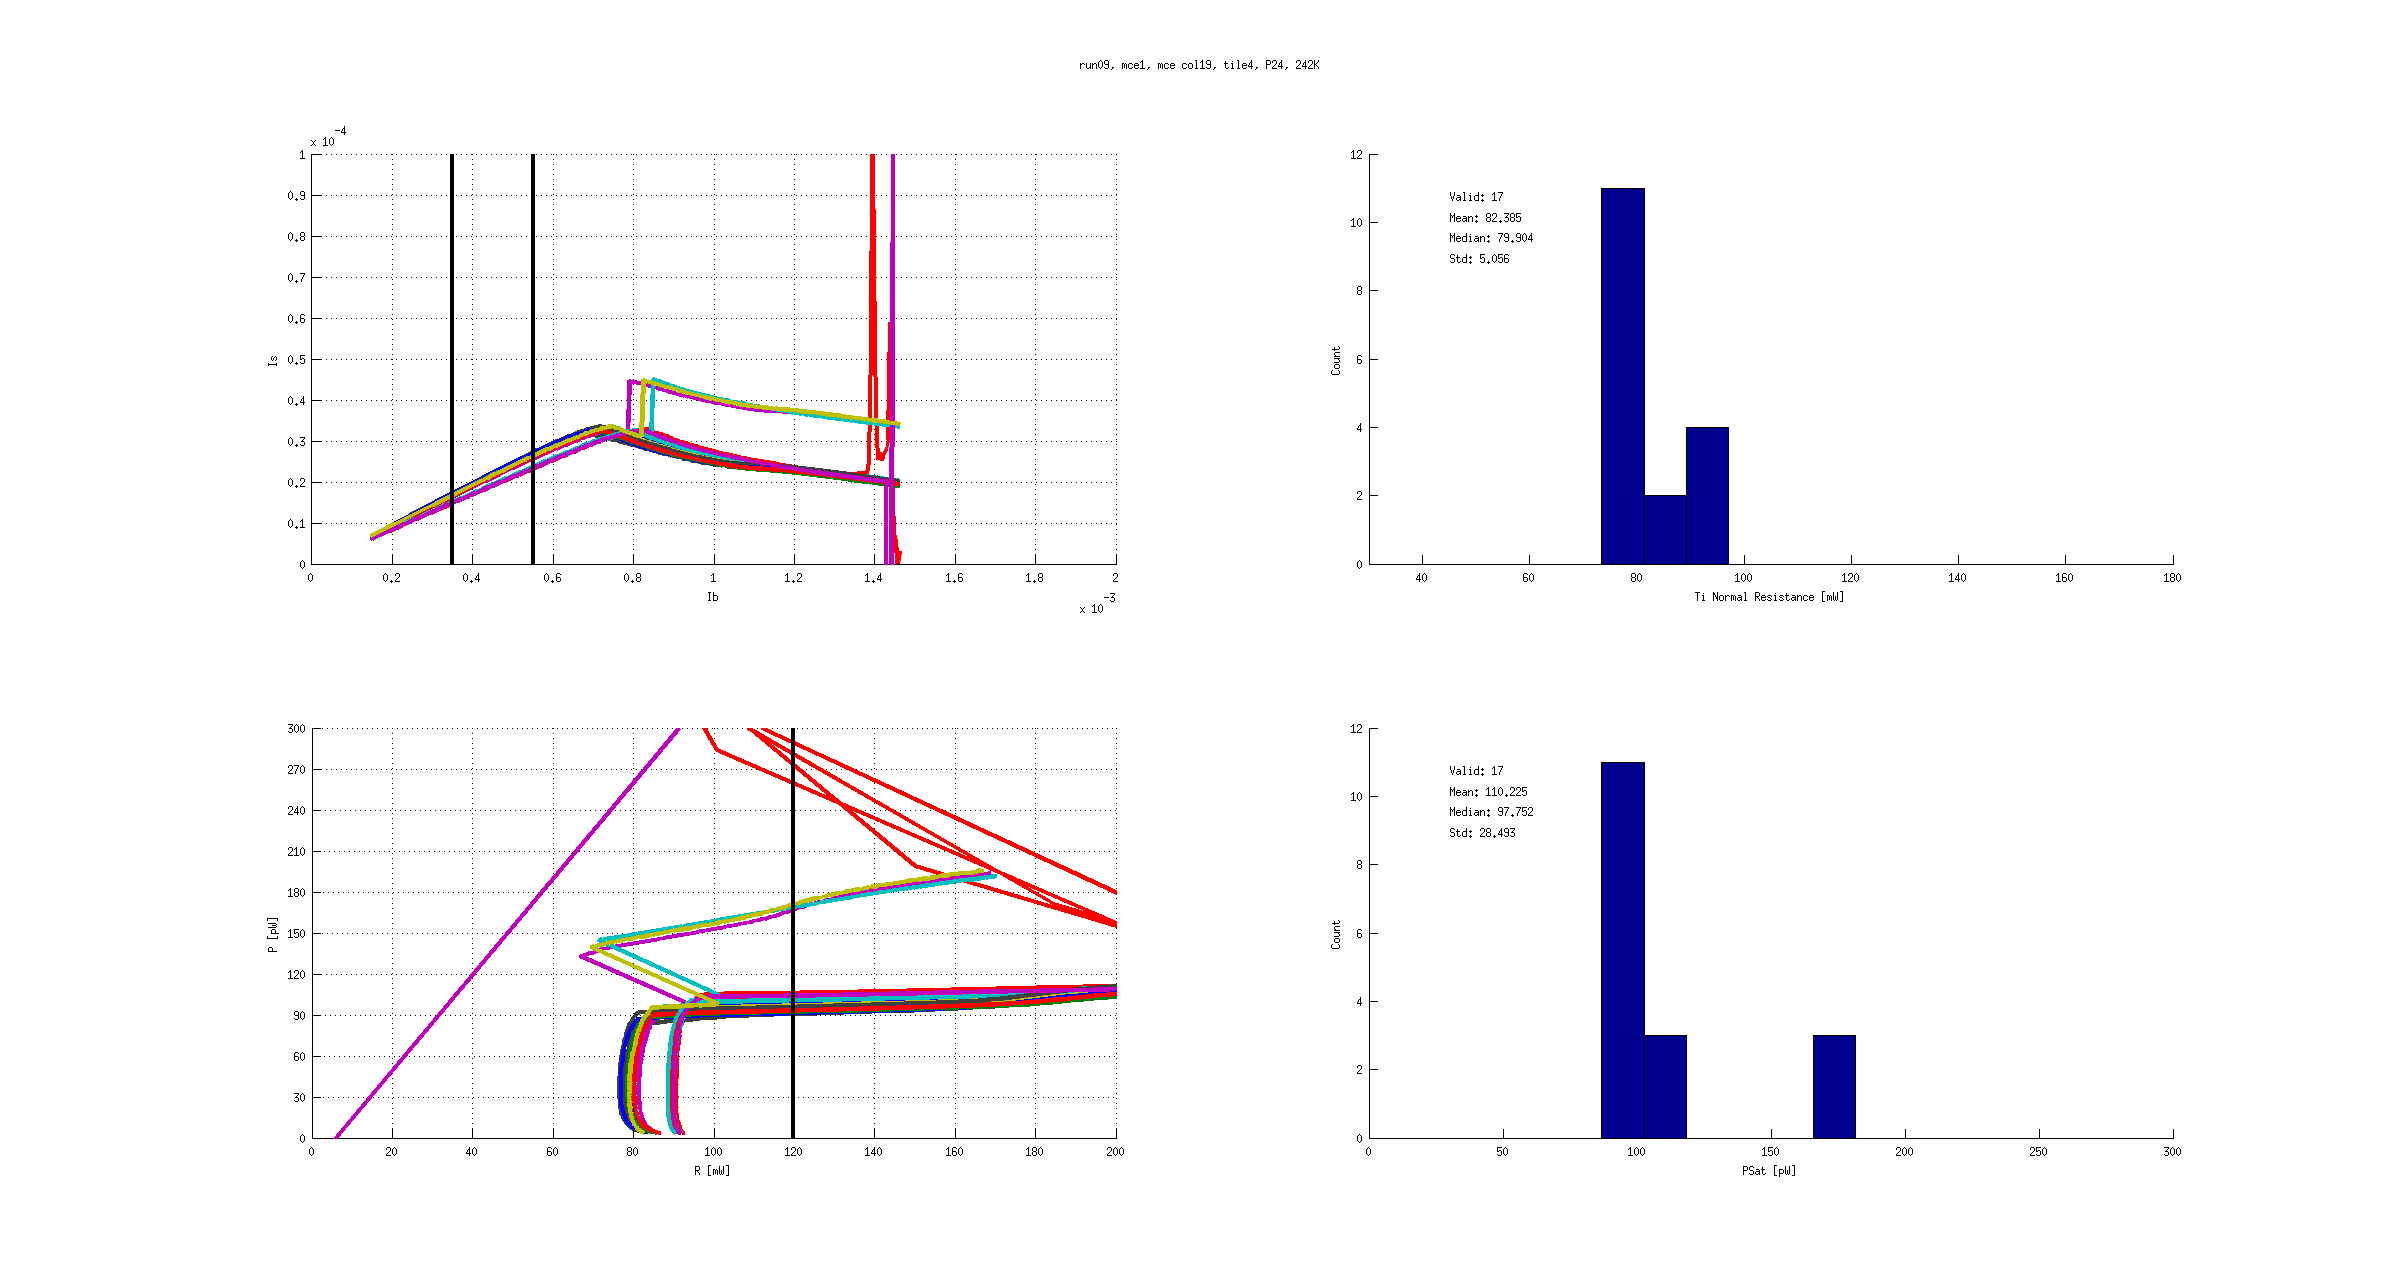 run09, mce1, mce col19, tile4, P24, 242K
x 10^-4
1
0.9
0.8
0.7
0.6
0.5
0.4
0.3
0.2
0.1
0
Is
0 0.2 0.4 0.6 0.8 1 1.2 1.4 1.6 1.8 2
Ib
x 10^-3
12
10
8
6
4
2
0
Count
Valid: 17
Mean: 82.385
Median: 79.904
Std: 5.056
40 60 80 100 120 140 160 180
Ti Normal Resistance [mW]
300
270
240
210
180
150
120
90
60
30
0
P [pW]
0 20 40 60 80 100 120 140 160 180 200
R [mW]
12
10
8
6
4
2
0
Count
Valid: 17
Mean: 110.225
Median: 97.752
Std: 28.493
0 50 100 150 200 250 300
PSat [pW]